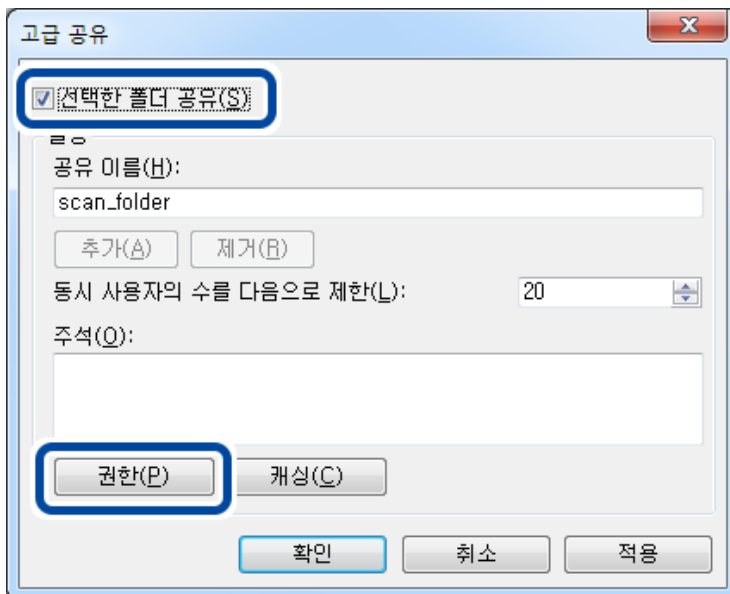 고급 공유
선택한 폴더 공유(S)
공유 이름(H):
scan_folder
추가(A) 제거(R)
동시 사용자의 수를 다음으로 제한(L): 20
주석(O):
권한(P) 캐싱(C)
확인 취소 적용